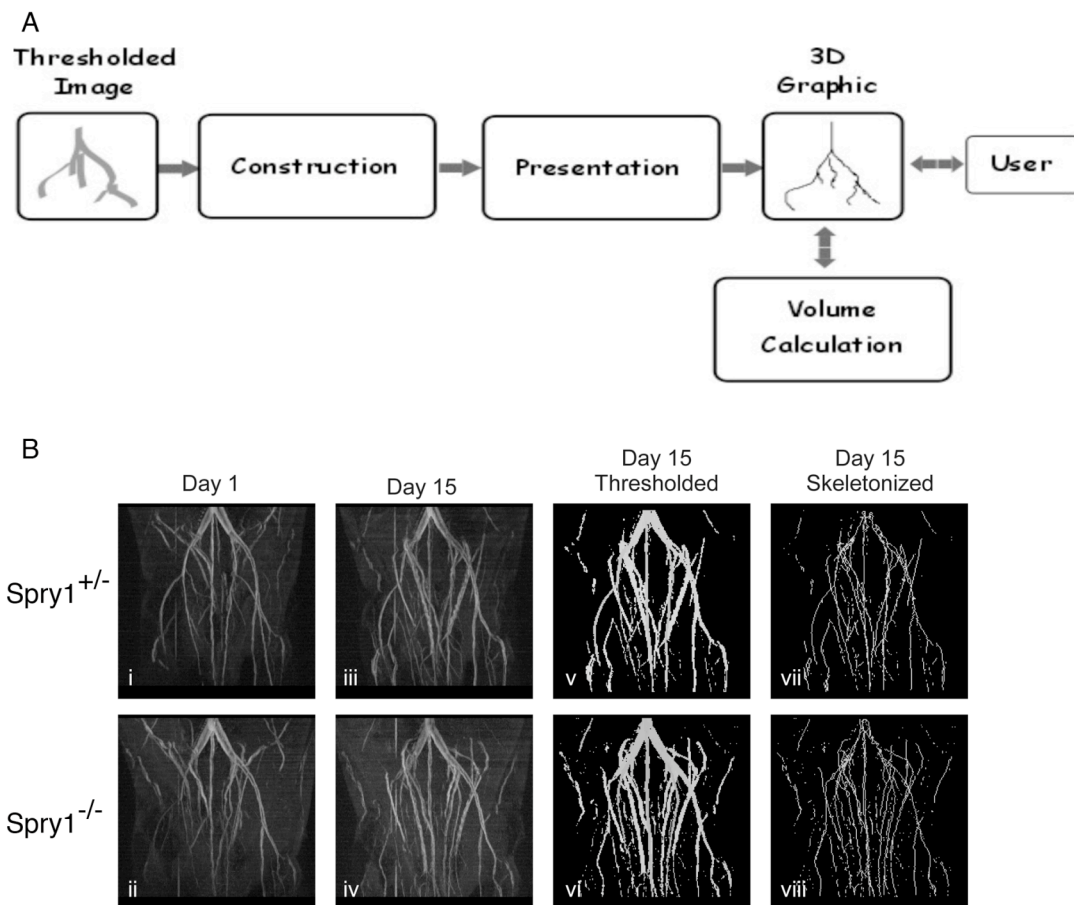 A
Thresholded
Image
3D
Graphic
Construction
Presentation
User
Volume
Calculation
B
Day 1
Day 15
Day 15
Thresholded
Day 15
Skeletonized
Spry1+/-
i
iii
v
vii
Spry1-/-
ii
iv
vi
viii